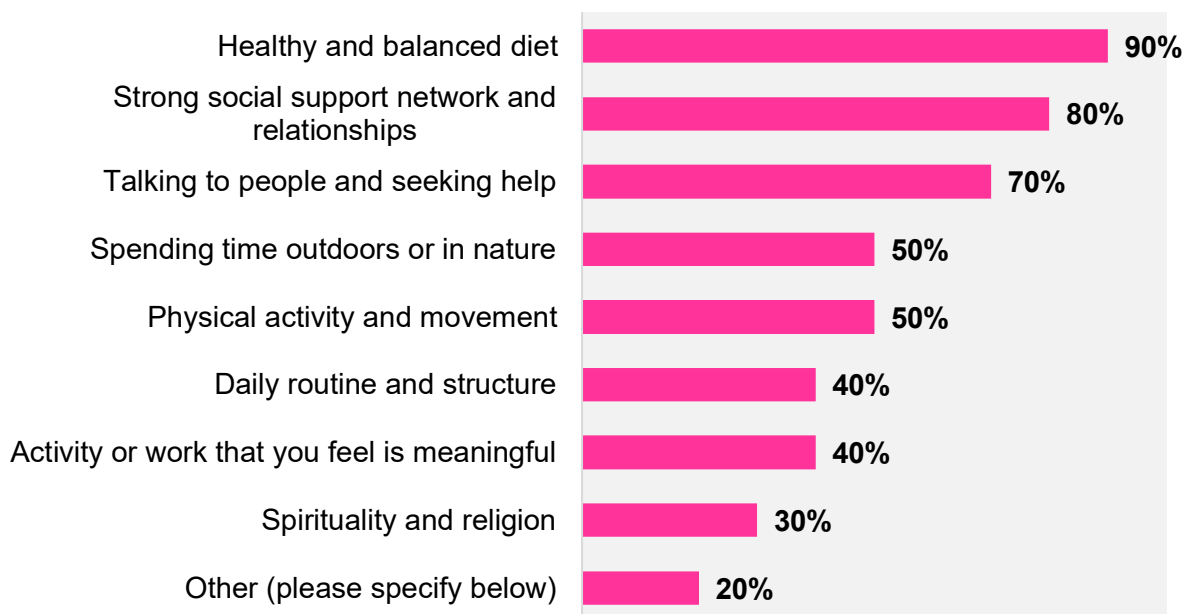 Healthy and balanced diet 90%
Strong social support network and
relationships 80%
Talking to people and seeking help 70%
Spending time outdoors or in nature 50%
Physical activity and movement 50%
Daily routine and structure 40%
Activity or work that you feel is meaningful 40%
Spirituality and religion 30%
Other (please specify below) 20%